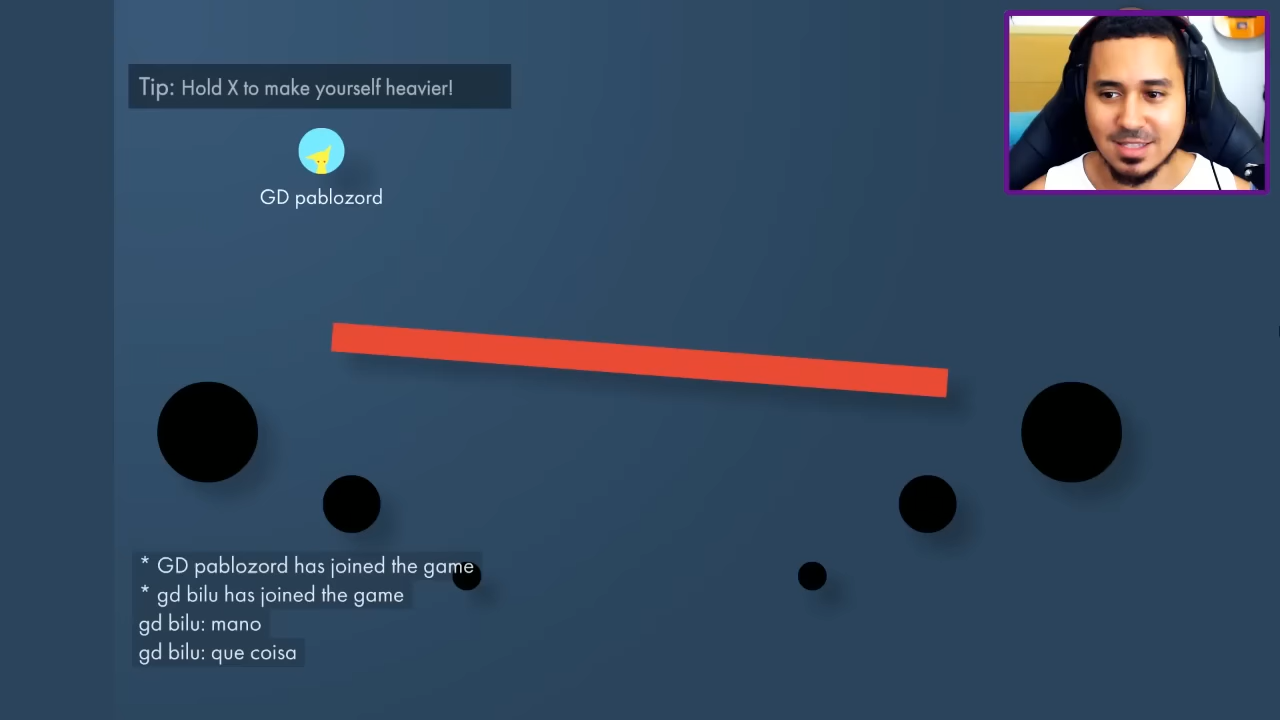 Tip: Hold X to make yourself heavier!
GD pablozord
* GD pablozord has joined the game
* gd bilu has joined the game
gd bilu: mano
gd bilu: que coisa